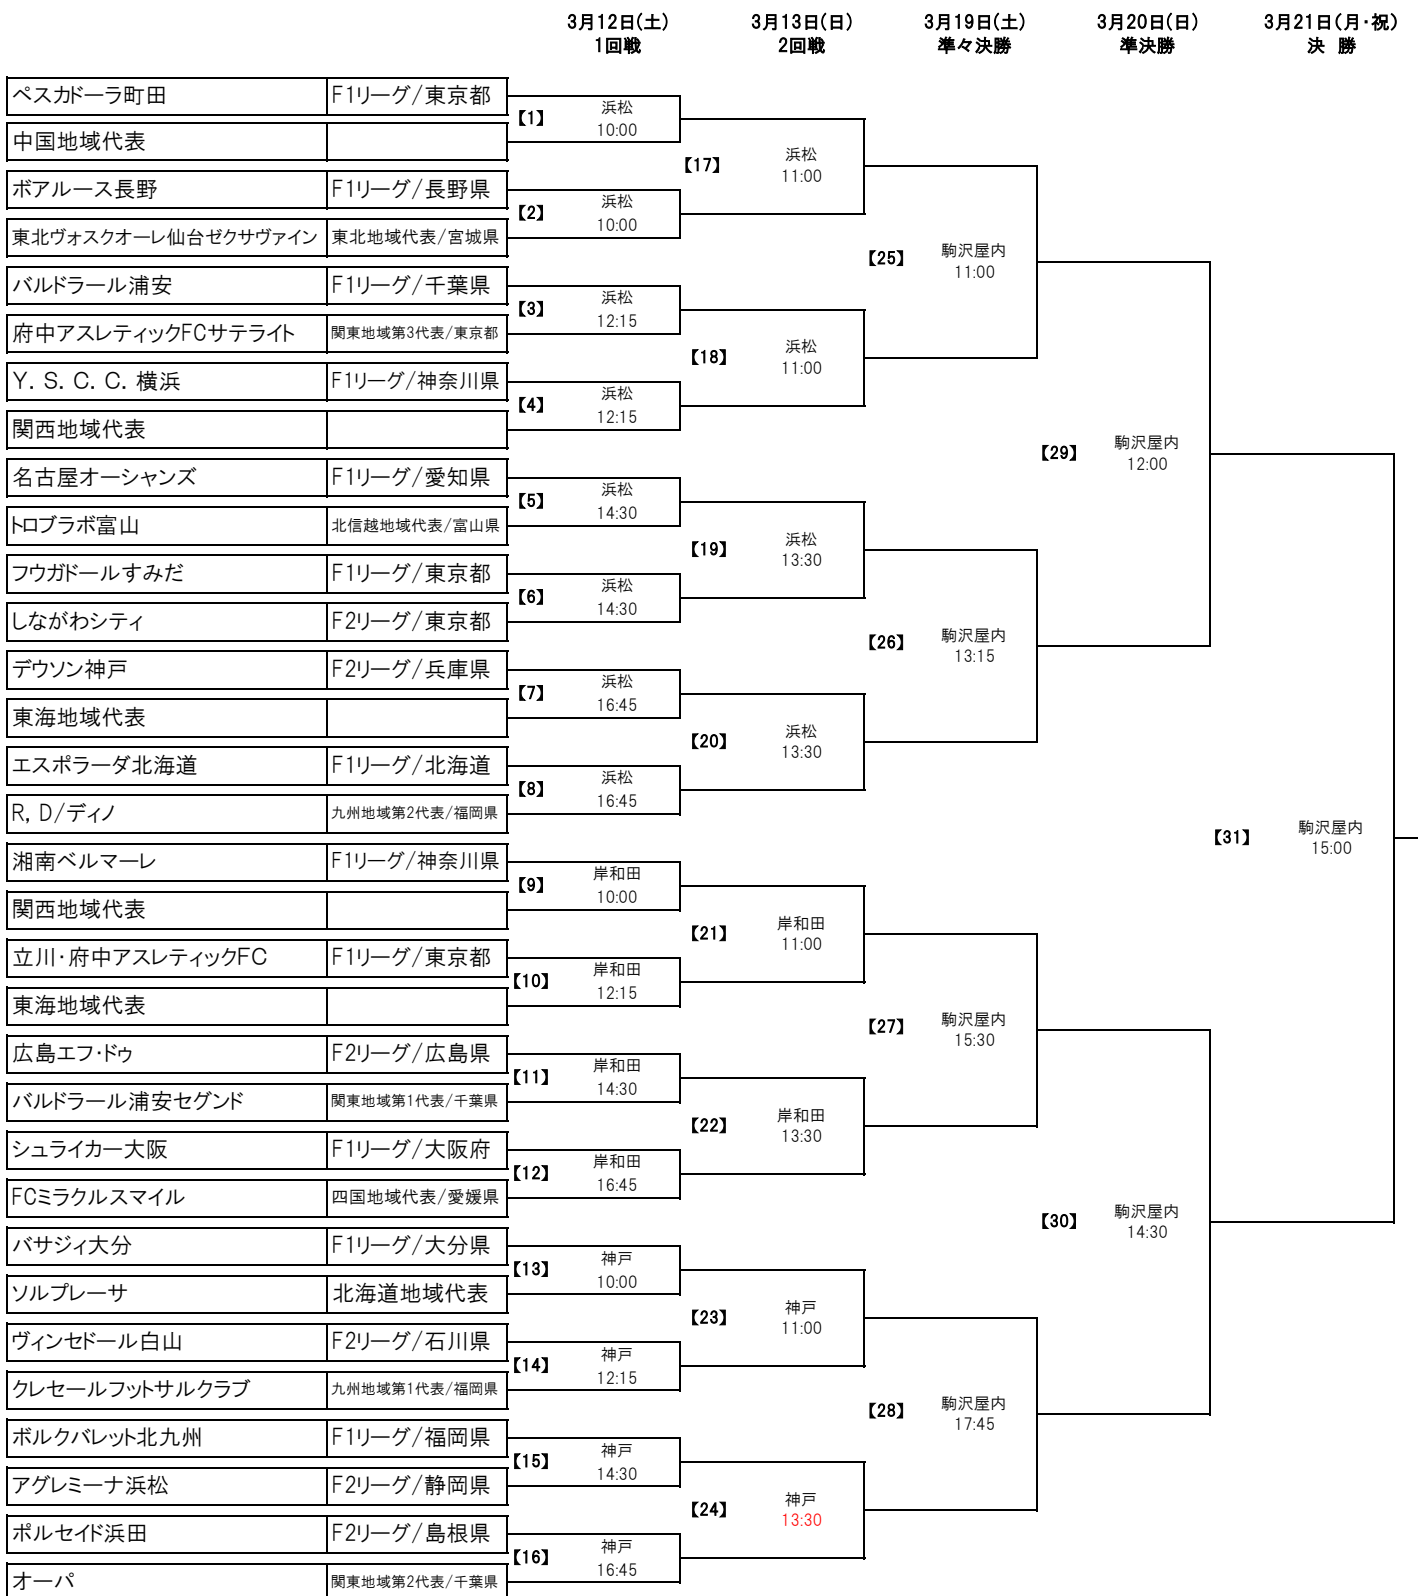 3月12日(土) 3月13日(日) 3月19日(土) 3月20日(日) 3月21日(月・祝)
1回戦 2回戦 準々決勝 準決勝 決 勝
ペスカドーラ町田 F1リーグ/東京都
【1】 浜松
10:00
中国地域代表
【17】 浜松
11:00
ボアルース長野 F1リーグ/長野県
【2】 浜松
10:00
東北ヴォスクオーレ仙台ゼクサヴァイン 東北地域代表/宮城県
【25】 駒沢屋内
11:00
バルドラール浦安 F1リーグ/千葉県
【3】 浜松
12:15
府中アスレティックFCサテライト 関東地域第3代表/東京都
【18】 浜松
11:00
Y．S．C．C．横浜 F1リーグ/神奈川県
【4】 浜松
12:15
関西地域代表
【29】 駒沢屋内
12:00
名古屋オーシャンズ F1リーグ/愛知県
【5】 浜松
14:30
トロブラボ富山 北信越地域代表/富山県
【19】 浜松
13:30
フウガドールすみだ F1リーグ/東京都
【6】 浜松
14:30
しながわシティ F2リーグ/東京都
【26】 駒沢屋内
13:15
デウソン神戸 F2リーグ/兵庫県
【7】 浜松
16:45
東海地域代表
【20】 浜松
13:30
エスポラーダ北海道 F1リーグ/北海道
【8】 浜松
16:45
R，D/ディノ 九州地域第2代表/福岡県
【31】 駒沢屋内
15:00
湘南ベルマーレ F1リーグ/神奈川県
【9】 岸和田
10:00
関西地域代表
【21】 岸和田
11:00
立川・府中アスレティックFC F1リーグ/東京都
【10】 岸和田
12:15
東海地域代表
【27】 駒沢屋内
15:30
広島エフ・ドゥ F2リーグ/広島県
【11】 岸和田
14:30
バルドラール浦安セグンド 関東地域第1代表/千葉県
【22】 岸和田
13:30
シュライカー大阪 F1リーグ/大阪府
【12】 岸和田
16:45
FCミラクルスマイル 四国地域代表/愛媛県
【30】 駒沢屋内
14:30
バサジィ大分 F1リーグ/大分県
【13】 神戸
10:00
ソルプレーサ 北海道地域代表
【23】 神戸
11:00
ヴィンセドール白山 F2リーグ/石川県
【14】 神戸
12:15
クレセールフットサルクラブ 九州地域第1代表/福岡県
【28】 駒沢屋内
17:45
ボルクバレット北九州 F1リーグ/福岡県
【15】 神戸
14:30
アグレミーナ浜松 F2リーグ/静岡県
【24】 神戸
13:30
ポルセイド浜田 F2リーグ/島根県
【16】 神戸
16:45
オーパ 関東地域第2代表/千葉県